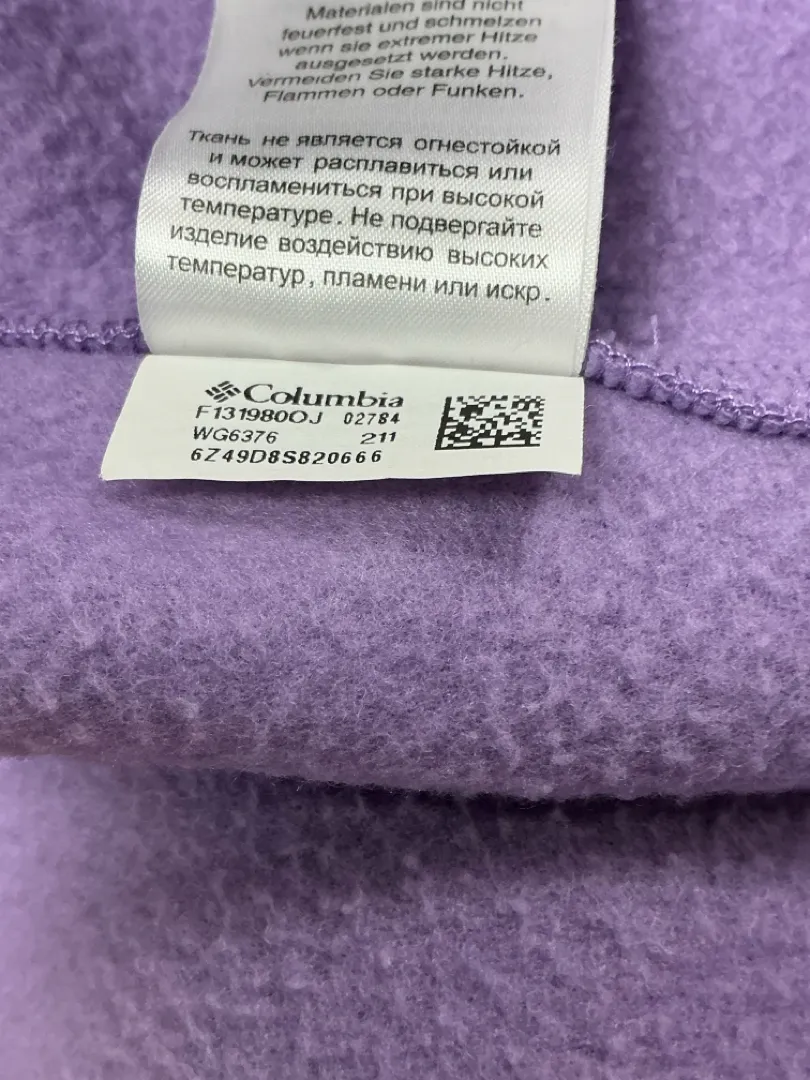 Materialen sind nicht
feuerfest und schmelzen
wenn sie extremer Hitze
ausgesetzt werden.
Vermeiden Sie starke Hitze,
Flammen oder Funken.
Ткань не является огнестойкой
и может расплавиться или
воспламениться при высокой
температуре. Не подвергайте
изделие воздействию высоких
температур, пламени или искр.
Columbia
F131980OJ 02784
WG6376 211
6Z49D8S820666